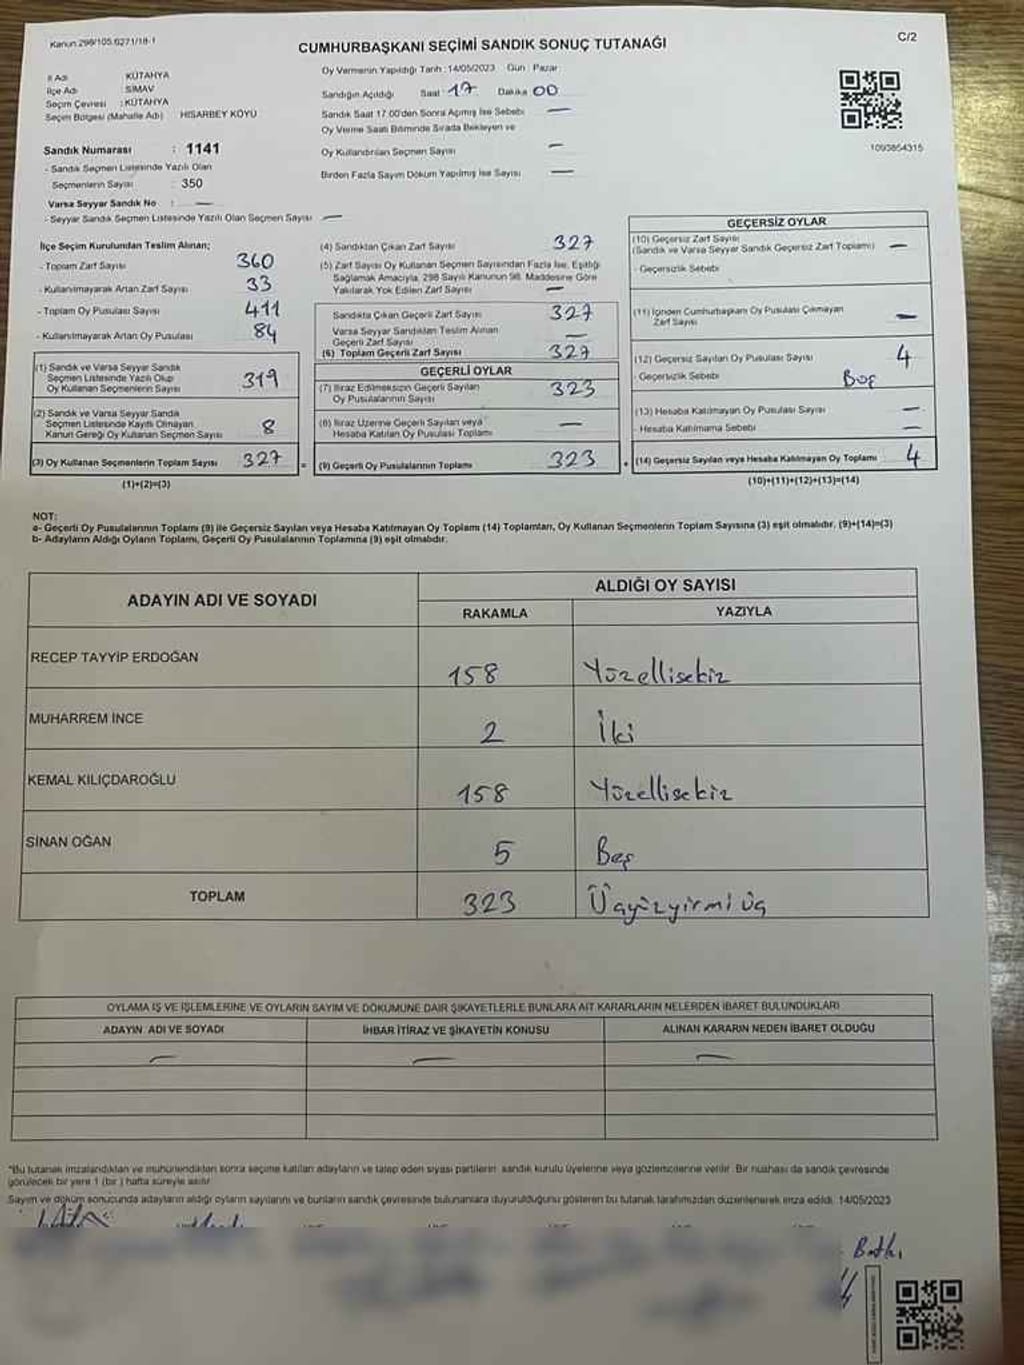 Kanun:298/105.6271/18-1
C/2
CUMHURBAŞKANI SEÇİMİ SANDIK SONUÇ TUTANAĞI
İl Adı : KÜTAHYA
İlçe Adı : SİMAV
Seçim Çevresi : KÜTAHYA
Seçim Bölgesi (Mahalle Adı) HİSARBEY KÖYÜ
Oy Vermenin Yapıldığı Tarih : 14/05/2023 Gün : Pazar
Sandığın Açıldığı Saat 17 Dakika 00
Sandık Saat 17.00'den Sonra Açımış İse Sebebi —
Oy Verme Saati Bitiminde Sırada Bekleyen ve
Oy Kullandırılan Seçmen Sayısı —
Birden Fazla Sayım Döküm Yapılmış İse Sayısı —
1093854315
Sandık Numarası : 1141
- Sandık Seçmen Listesinde Yazılı Olan
Seçmenlerin Sayısı : 350
Varsa Seyyar Sandık No : —
- Seyyar Sandık Seçmen Listesinde Yazılı Olan Seçmen Sayısı —
İlçe Seçim Kurulundan Teslim Alınan;
- Toplam Zarf Sayısı 360
- Kullanılmayarak Artan Zarf Sayısı 33
- Toplam Oy Pusulası Sayısı 411
- Kullanılmayarak Artan Oy Pusulası 84
(1) Sandık ve Varsa Seyyar Sandık
Seçmen Listesinde Yazılı Olup
Oy Kullanan Seçmenlerin Sayısı 319
(2) Sandık ve Varsa Seyyar Sandık
Seçmen Listesinde Kayıtlı Olmayan
Kanun Gereği Oy Kullanan Seçmen Sayısı 8
(3) Oy Kullanan Seçmenlerin Toplam Sayısı 327
(1)+(2)=(3)
(4) Sandıktan Çıkan Zarf Sayısı 327
(5) Zarf Sayısı Oy Kullanan Seçmen Sayısından Fazla İse, Eşitliği
Sağlamak Amacıyla, 298 Sayılı Kanunun 98. Maddesine Göre
Yakılarak Yok Edilen Zarf Sayısı —
Sandıkta Çıkan Geçerli Zarf Sayısı 327
Varsa Seyyar Sandıktan Teslim Alınan
Geçerli Zarf Sayısı —
(6) Toplam Geçerli Zarf Sayısı 327
GEÇERLİ OYLAR
(7) İtiraz Edilmeksizin Geçerli Sayılan
Oy Pusulalarının Sayısı 323
(8) İtiraz Üzerine Geçerli Sayılan veya
Hesaba Katılan Oy Pusulası Toplamı —
= (9) Geçerli Oy Pusulalarının Toplamı 323
GEÇERSİZ OYLAR
(10) Geçersiz Zarf Sayısı
(Sandık ve Varsa Seyyar Sandık Geçersiz Zarf Toplamı) —
- Geçersizlik Sebebi
(11) İçinden Cumhurbaşkanı Oy Pusulası Çıkmayan
Zarf Sayısı —
(12) Geçersiz Sayılan Oy Pusulası Sayısı 4
- Geçersizlik Sebebi Boş
(13) Hesaba Katılmayan Oy Pusulası Sayısı —
- Hesaba Katılmama Sebebi —
+ (14) Geçersiz Sayılan veya Hesaba Katılmayan Oy Toplamı 4
(10)+(11)+(12)+(13)=(14)
NOT:
a- Geçerli Oy Pusulalarının Toplamı (9) ile Geçersiz Sayılan veya Hesaba Katılmayan Oy Toplamı (14) Toplamları, Oy Kullanan Seçmenlerin Toplam Sayısına (3) eşit olmalıdır. (9)+(14)=(3)
b- Adayların Aldığı Oyların Toplamı, Geçerli Oy Pusulalarının Toplamına (9) eşit olmalıdır.
ADAYIN ADI VE SOYADI
ALDIĞI OY SAYISI
RAKAMLA YAZIYLA
RECEP TAYYİP ERDOĞAN 158 Yüzellisekiz
MUHARREM İNCE 2 İki
KEMAL KILIÇDAROĞLU 158 Yüzellisekiz
SİNAN OĞAN 5 Beş
TOPLAM 323 Üçyüzyirmi üç
OYLAMA İŞ VE İŞLEMLERİNE VE OYLARIN SAYIM VE DÖKÜMÜNE DAİR ŞİKAYETLERLE BUNLARA AİT KARARLARIN NELERDEN İBARET BULUNDUKLARI
ADAYIN ADI VE SOYADI İHBAR İTİRAZ VE ŞİKAYETİN KONUSU ALINAN KARARIN NEDEN İBARET OLDUĞU
— — —
"Bu tutanak imzalandıktan ve mühürlendikten sonra seçime katılan adayların ve talep eden siyasi partilerin sandık kurulu üyelerine veya gözlemcilerine verilir. Bir nüshası da sandık çevresinde
görülecek bir yere 1 (bir ) hafta süreyle asılır.
Sayım ve döküm sonucunda adayların aldığı oyların sayılarını ve bunların sandık çevresinde bulunanlara duyurulduğunu gösteren bu tutanak tarafımızdan düzenlenerek imza edildi. 14/05/2023